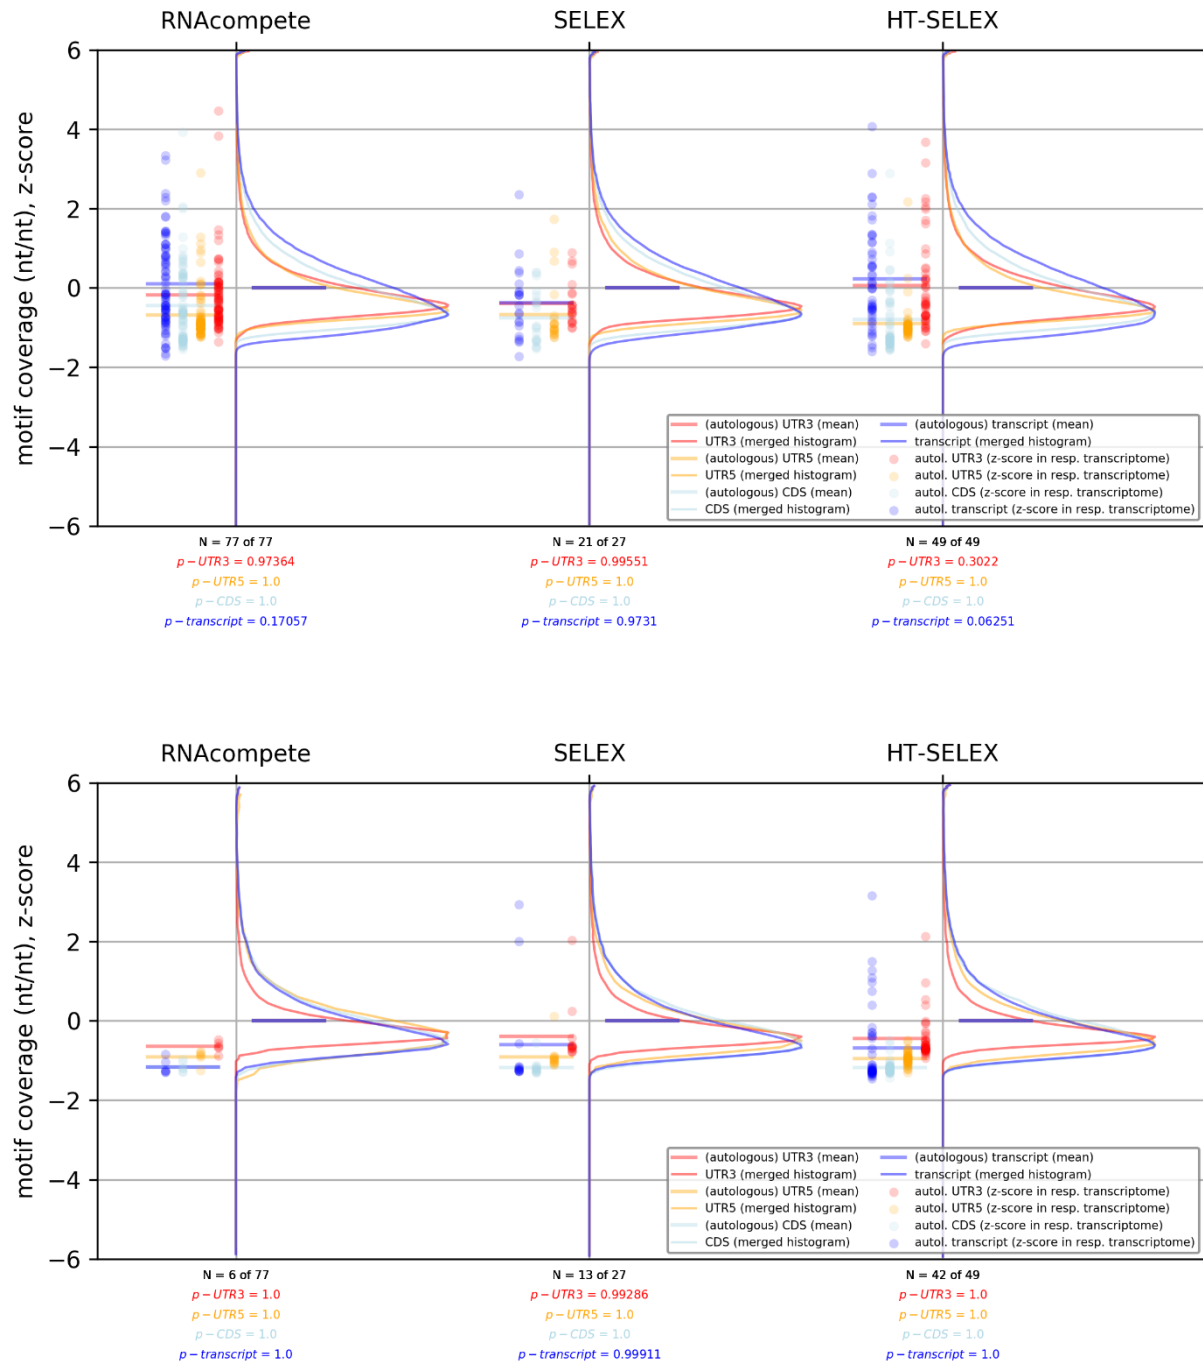 RNAcompete SELEX HT-SELEX
6
4
2
0
−2
−4
−6
motif coverage (nt/nt), z-score
(autologous) UTR3 (mean) (autologous) transcript (mean)
UTR3 (merged histogram) transcript (merged histogram)
(autologous) UTR5 (mean) autol. UTR3 (z-score in resp. transcriptome)
UTR5 (merged histogram) autol. UTR5 (z-score in resp. transcriptome)
(autologous) CDS (mean) autol. CDS (z-score in resp. transcriptome)
CDS (merged histogram) autol. transcript (z-score in resp. transcriptome)
N = 77 of 77 N = 21 of 27 N = 49 of 49
p − UTR3 = 0.97364 p − UTR3 = 0.99551 p − UTR3 = 0.3022
p − UTR5 = 1.0 p − UTR5 = 1.0 p − UTR5 = 1.0
p − CDS = 1.0 p − CDS = 1.0 p − CDS = 1.0
p − transcript = 0.17057 p − transcript = 0.9731 p − transcript = 0.06251
RNAcompete SELEX HT-SELEX
6
4
2
0
−2
−4
−6
motif coverage (nt/nt), z-score
(autologous) UTR3 (mean) (autologous) transcript (mean)
UTR3 (merged histogram) transcript (merged histogram)
(autologous) UTR5 (mean) autol. UTR3 (z-score in resp. transcriptome)
UTR5 (merged histogram) autol. UTR5 (z-score in resp. transcriptome)
(autologous) CDS (mean) autol. CDS (z-score in resp. transcriptome)
CDS (merged histogram) autol. transcript (z-score in resp. transcriptome)
N = 6 of 77 N = 13 of 27 N = 42 of 49
p − UTR3 = 1.0 p − UTR3 = 0.99286 p − UTR3 = 1.0
p − UTR5 = 1.0 p − UTR5 = 1.0 p − UTR5 = 1.0
p − CDS = 1.0 p − CDS = 1.0 p − CDS = 1.0
p − transcript = 1.0 p − transcript = 0.99911 p − transcript = 1.0